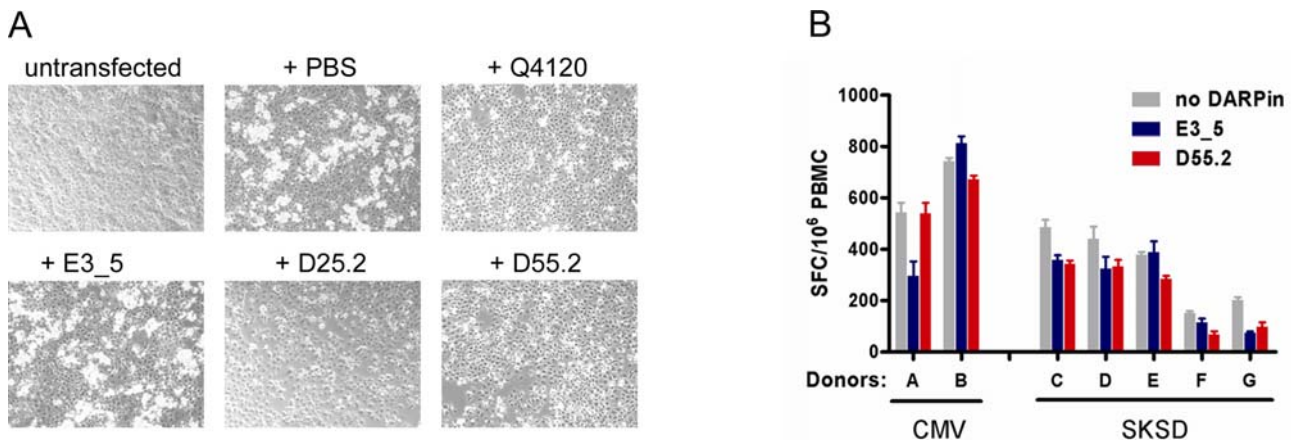 A
untransfected
+ PBS
+ Q4120
+ E3_5
+ D25.2
+ D55.2
B
SFC/10⁶ PBMC
1000
800
600
400
200
0
no DARPin
E3_5
D55.2
Donors: A B C D E F G
CMV SKSD